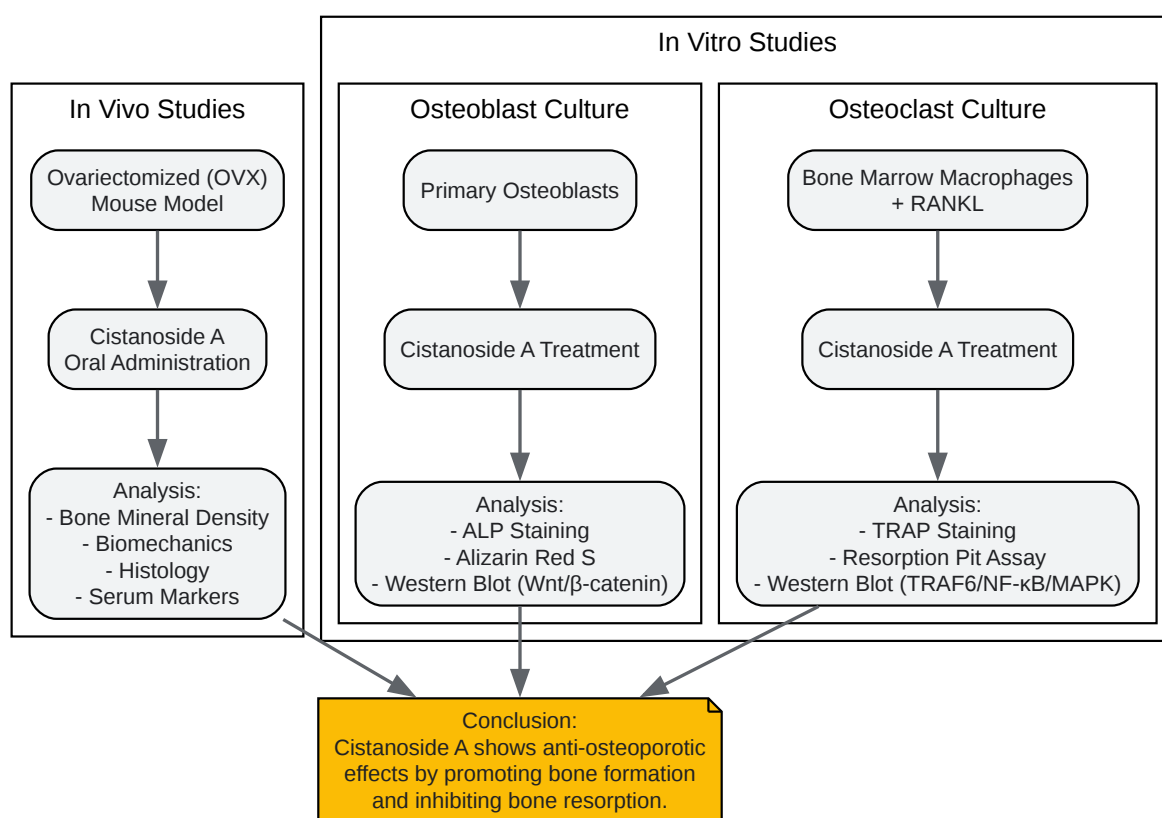 In Vitro Studies
In Vivo Studies
Ovariectomized (OVX)
Mouse Model
Cistanoside A
Oral Administration
Analysis:
- Bone Mineral Density
- Biomechanics
- Histology
- Serum Markers
Osteoblast Culture
Primary Osteoblasts
Cistanoside A Treatment
Analysis:
- ALP Staining
- Alizarin Red S
- Western Blot (Wnt/β-catenin)
Osteoclast Culture
Bone Marrow Macrophages
+ RANKL
Cistanoside A Treatment
Analysis:
- TRAP Staining
- Resorption Pit Assay
- Western Blot (TRAF6/NF-κB/MAPK)
Conclusion:
Cistanoside A shows anti-osteoporotic
effects by promoting bone formation
and inhibiting bone resorption.